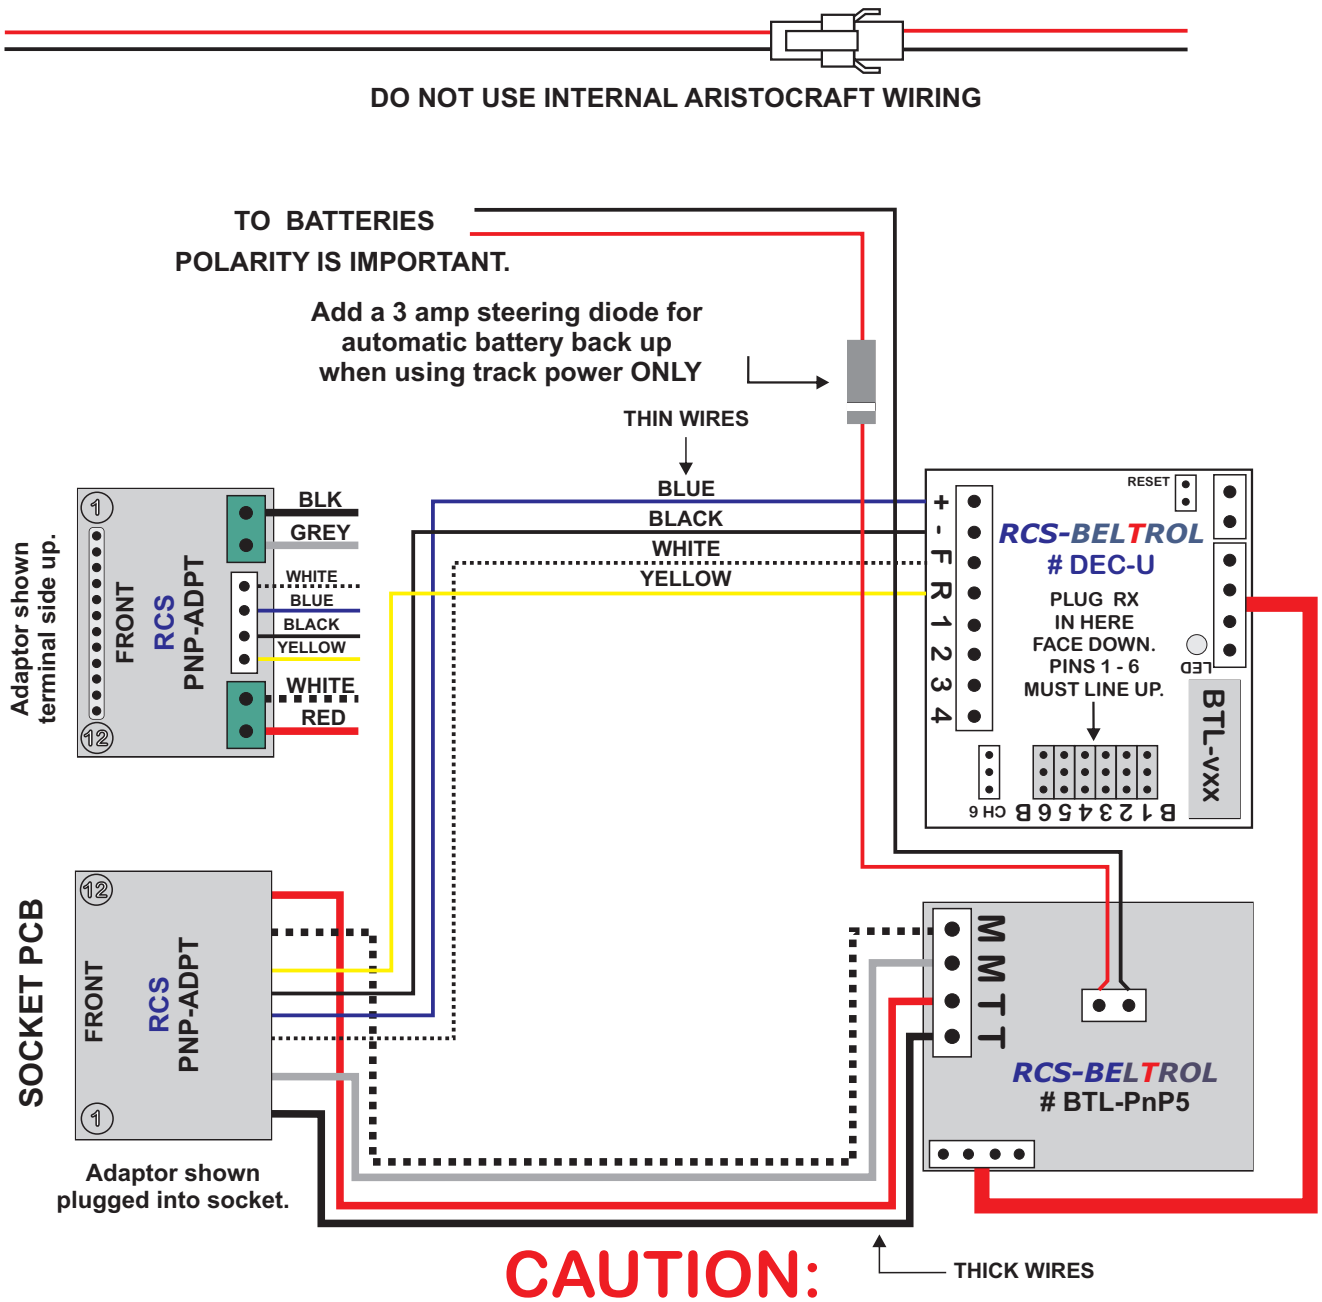 DO NOT USE INTERNAL ARISTOCRAFT WIRING
TO BATTERIES
POLARITY IS IMPORTANT.
Add a 3 amp steering diode for
automatic battery back up
when using track power ONLY
THIN WIRES
BLUE
BLACK
WHITE
YELLOW
Adaptor shown
terminal side up.
1
12
FRONT
RCS
PNP-ADPT
BLK
GREY
WHITE
BLUE
BLACK
YELLOW
WHITE
RED
+
-
F
R
1
2
3
4
RESET
RCS-BELTROL
# DEC-U
PLUG RX
IN HERE
FACE DOWN.
PINS 1 - 6
MUST LINE UP.
LED
BTL-vxx
CH 6
B 1 2 3 4 5 6 B
SOCKET PCB
12
1
FRONT
RCS
PNP-ADPT
Adaptor shown
plugged into socket.
M
M
T
T
RCS-BELTROL
# BTL-PnP5
THICK WIRES
CAUTION: